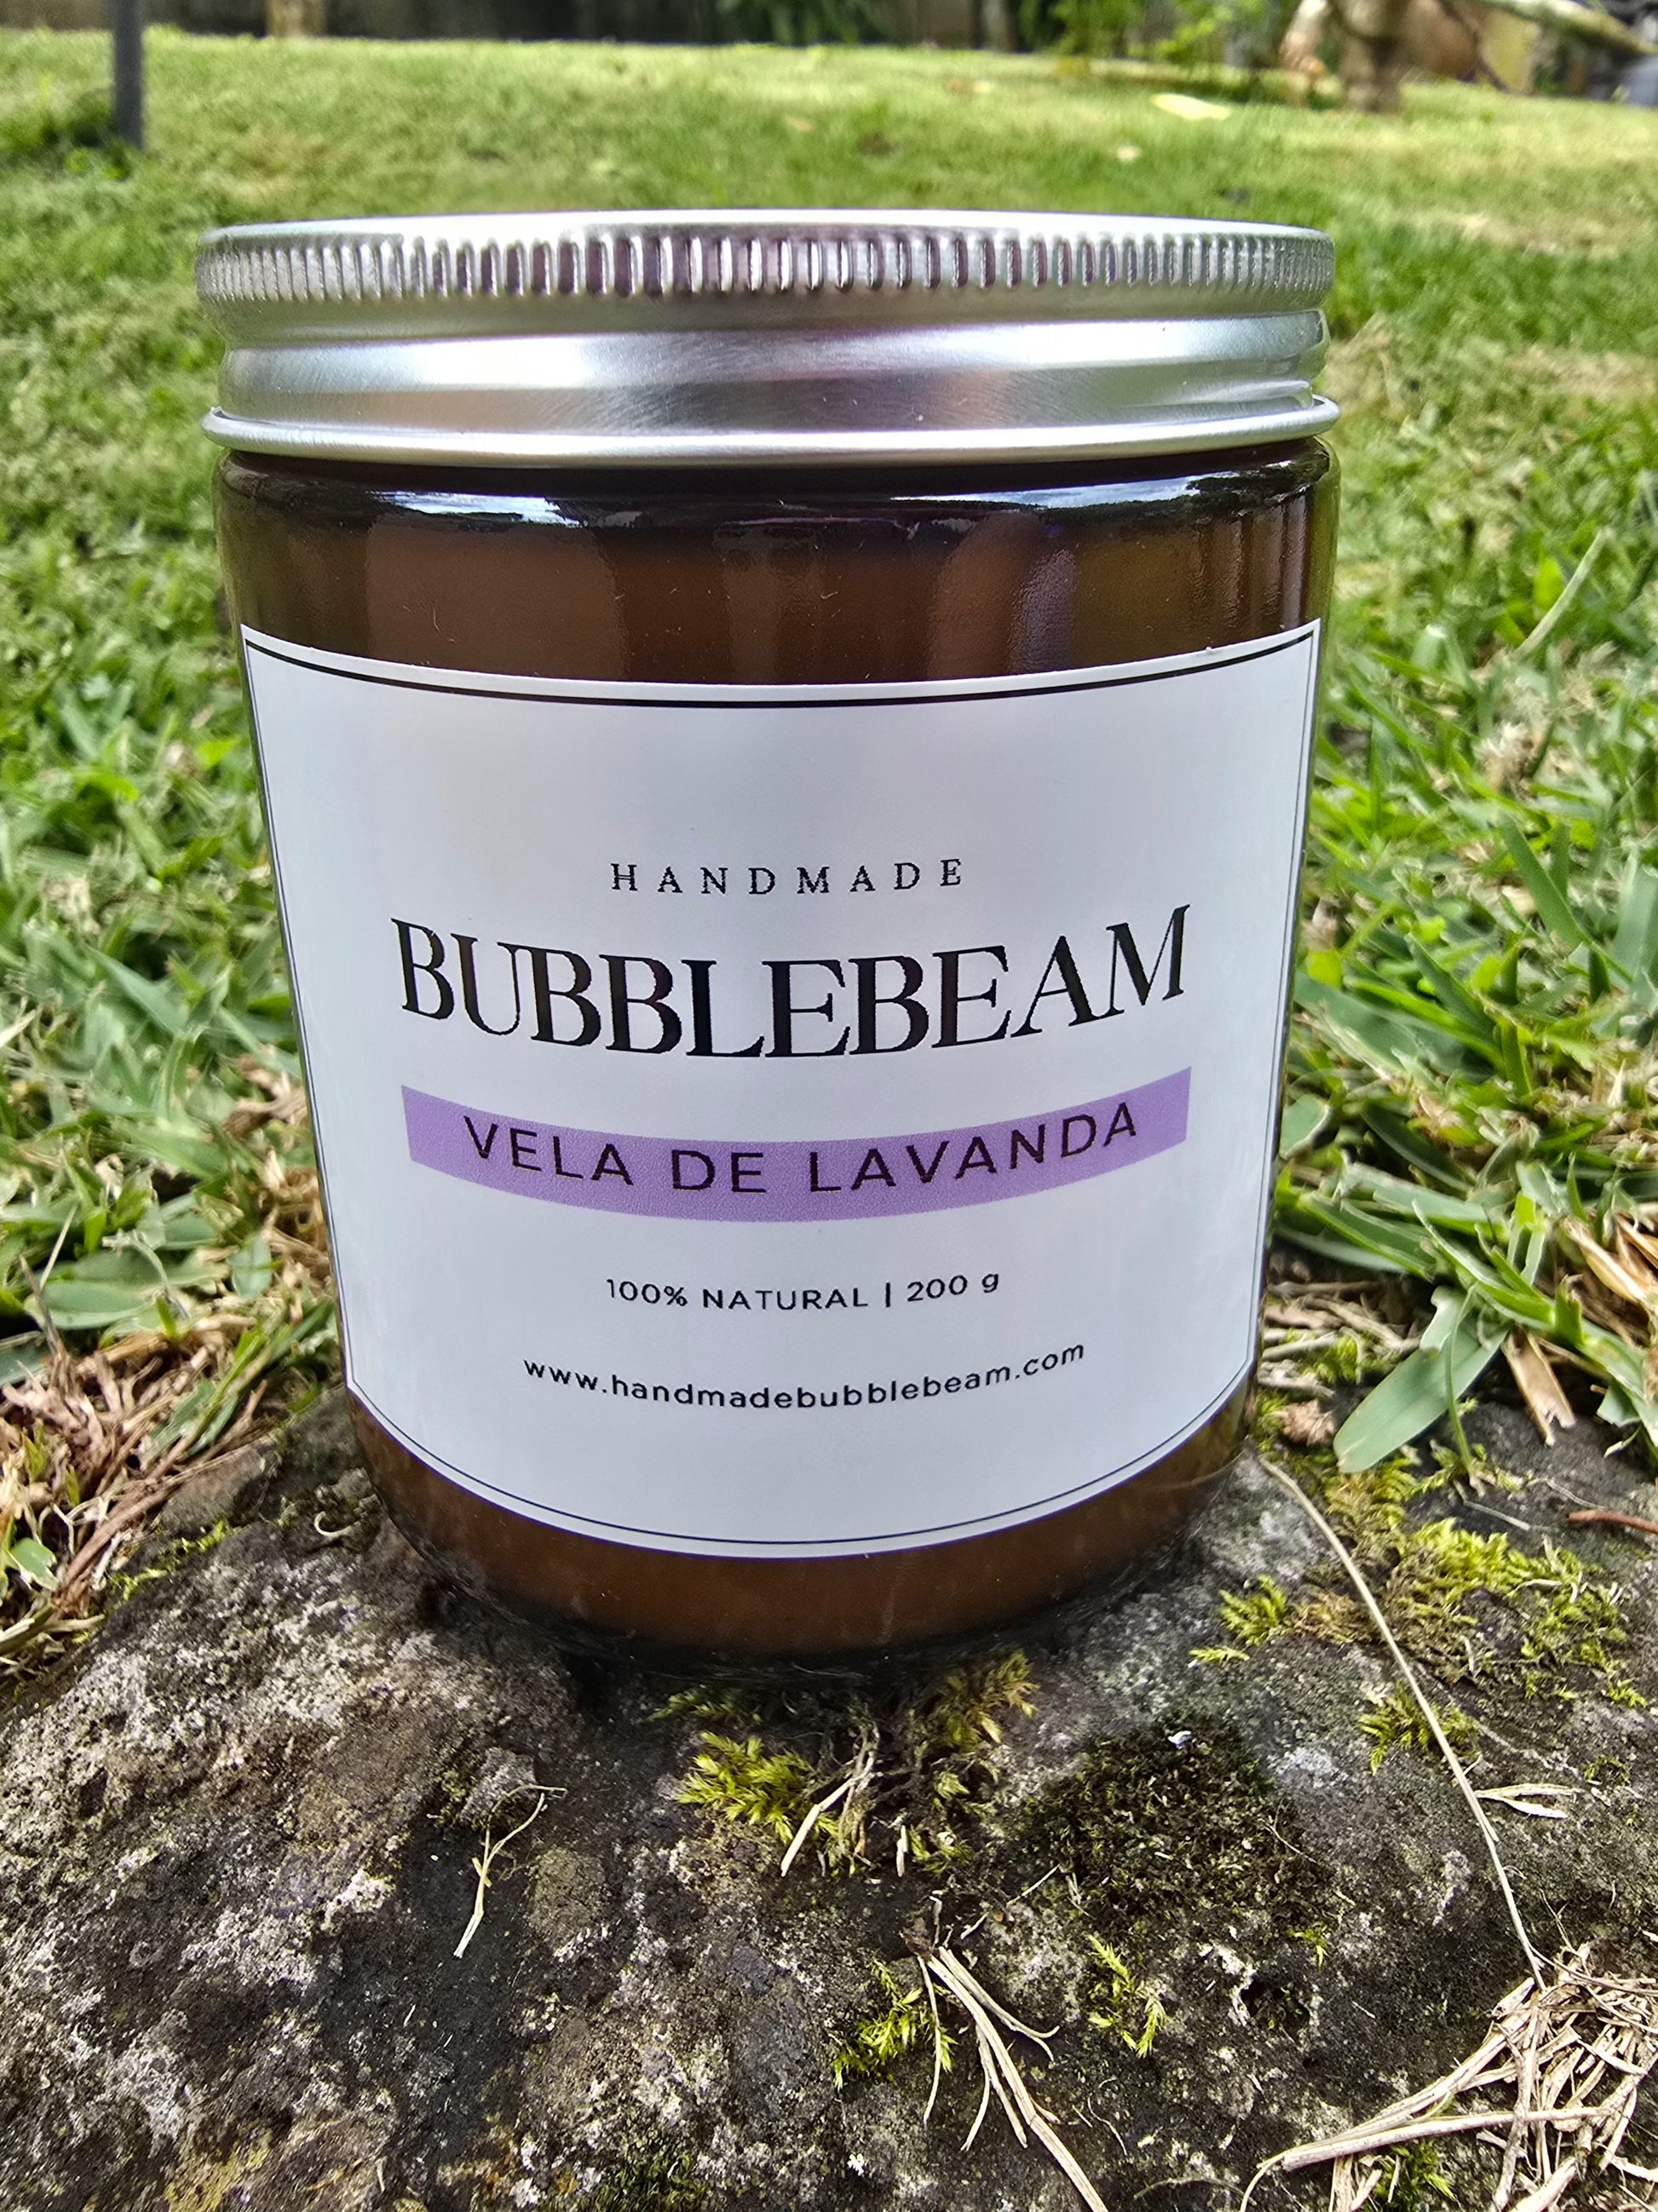 HANDMADE
BUBBLEBEAM
VELA DE LAVANDA
100% NATURAL | 200 g
www.handmadebubblebeam.com